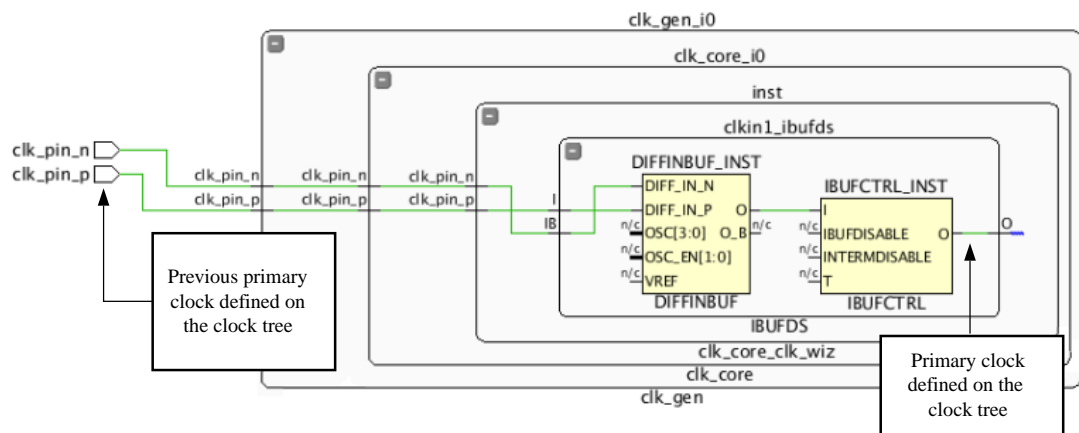 clk_gen_i0
clk_core_i0
inst
clkin1_ibufds
DIFFINBUF_INST
IBUFCTRL_INST
clk_pin_n
clk_pin_p
clk_pin_n
clk_pin_p
clk_pin_n
clk_pin_p
clk_pin_n
clk_pin_p
I
IB
DIFF_IN_N
DIFF_IN_P
O
n/c
OSC[3:0]
O_B
n/c
n/c
OSC_EN[1:0]
n/c
VREF
DIFFINBUF
I
n/c
IBUFDISABLE
O
n/c
INTERMDISABLE
n/c
T
IBUFCTRL
O
IBUFDS
clk_core_clk_wiz
clk_core
clk_gen
Previous primary
clock defined on
the clock tree
Primary clock
defined on the
clock tree